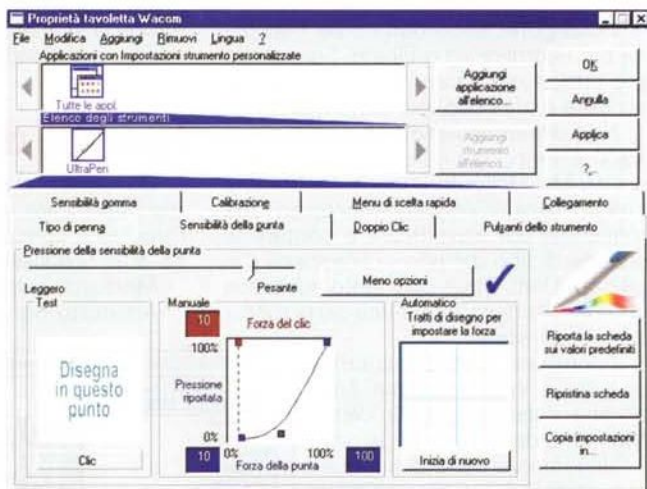 Proprietà tavoletta Wacom
File Modifica Aggiungi Rimuovi Lingua ?
Applicazioni con Impostazioni strumento personalizzate
Tutte le appl.
Aggiungi
applicazione
all'elenco...
OK
Annulla
Elenco degli strumenti
UltraPen
Aggiungi
strumento
all'elenco...
Applica
?...
Sensibilità gomma
Calibrazione
Menu di scelta rapida
Collegamento
Tipo di penna
Sensibilità della punta
Doppio Clic
Pulsanti dello strumento
Pressione della sensibilità della punta
Leggero
Pesante
Meno opzioni
Test
Disegna
in questo
punto
Clic
Manuale
10
Forza del clic
100%
Pressione
riportata
0%
10
0%
100%
100
Forza della punta
Automatico
Tratti di disegno per
impostare la forza
Inizia di nuovo
Riporta la scheda
sui valori predefiniti
Ripristina scheda
Copia impostazioni
in...